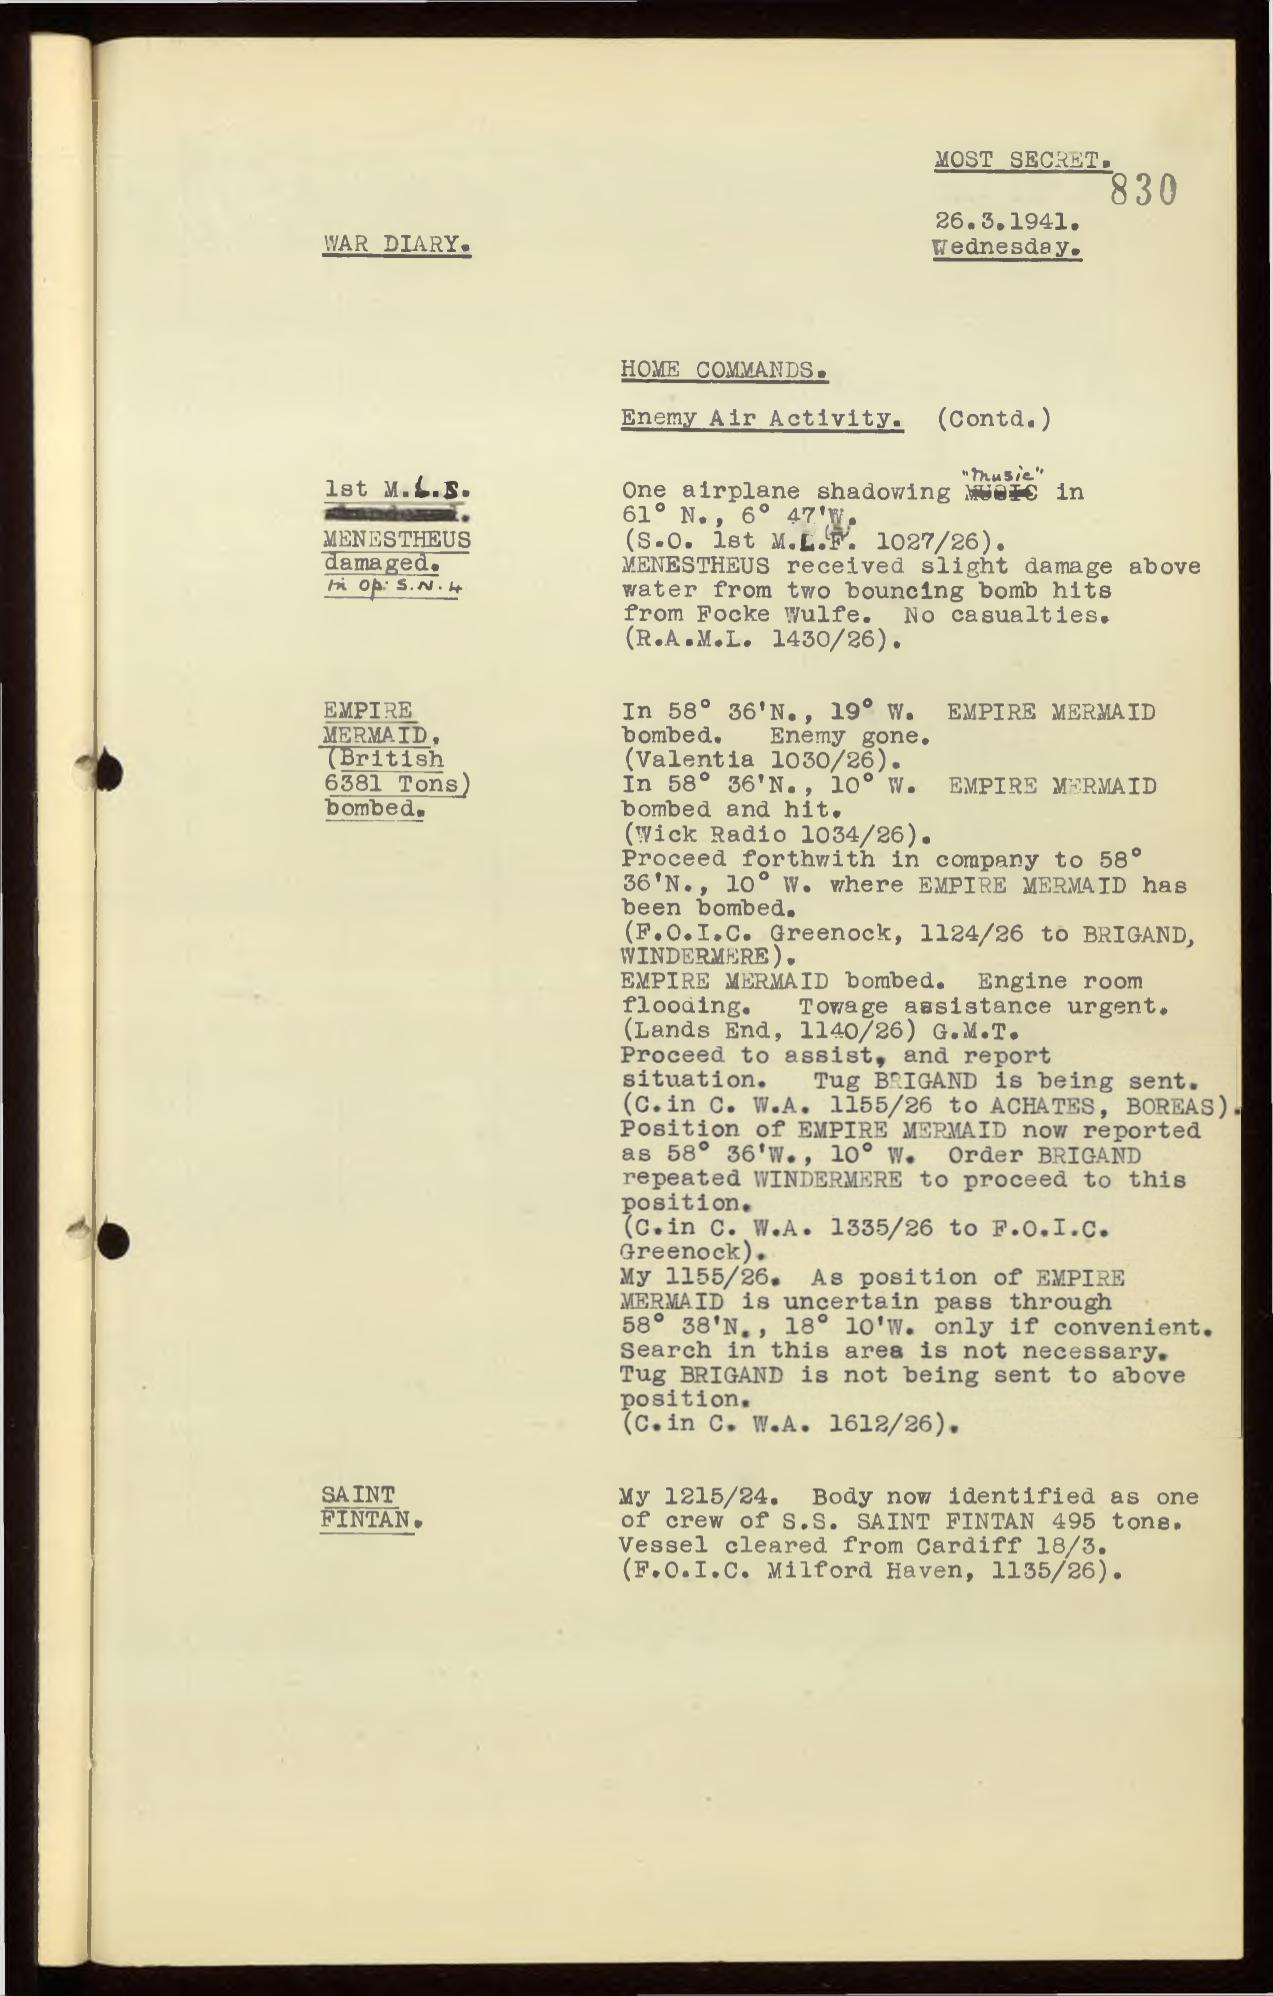 MOST SECRET.
830
26.3.1941.
Wednesday.
WAR DIARY.
HOME COMMANDS.
Enemy Air Activity. (Contd.)
1st M.L.S.
MENESTHEUS
damaged.
in Op: S.N.4
"Music"
One airplane shadowing MUSIC in
61° N., 6° 47'W.
(S.O. 1st M.L.F. 1027/26).
MENESTHEUS received slight damage above
water from two bouncing bomb hits
from Focke Wulfe. No casualties.
(R.A.M.L. 1430/26).
EMPIRE
MERMAID.
(British
6381 Tons)
bombed.
In 58° 36'N., 19° W. EMPIRE MERMAID
bombed. Enemy gone.
(Valentia 1030/26).
In 58° 36'N., 10° W. EMPIRE MERMAID
bombed and hit.
(Wick Radio 1034/26).
Proceed forthwith in company to 58°
36'N., 10° W. where EMPIRE MERMAID has
been bombed.
(F.O.I.C. Greenock, 1124/26 to BRIGAND,
WINDERMERE).
EMPIRE MERMAID bombed. Engine room
flooding. Towage assistance urgent.
(Lands End, 1140/26) G.M.T.
Proceed to assist, and report
situation. Tug BRIGAND is being sent.
(C.in C. W.A. 1155/26 to ACHATES, BOREAS).
Position of EMPIRE MERMAID now reported
as 58° 36'W., 10° W. Order BRIGAND
repeated WINDERMERE to proceed to this
position.
(C.in C. W.A. 1335/26 to F.O.I.C.
Greenock).
My 1155/26. As position of EMPIRE
MERMAID is uncertain pass through
58° 38'N., 18° 10'W. only if convenient.
Search in this area is not necessary.
Tug BRIGAND is not being sent to above
position.
(C.in C. W.A. 1612/26).
SAINT
FINTAN.
My 1215/24. Body now identified as one
of crew of S.S. SAINT FINTAN 495 tons.
Vessel cleared from Cardiff 18/3.
(F.O.I.C. Milford Haven, 1135/26).